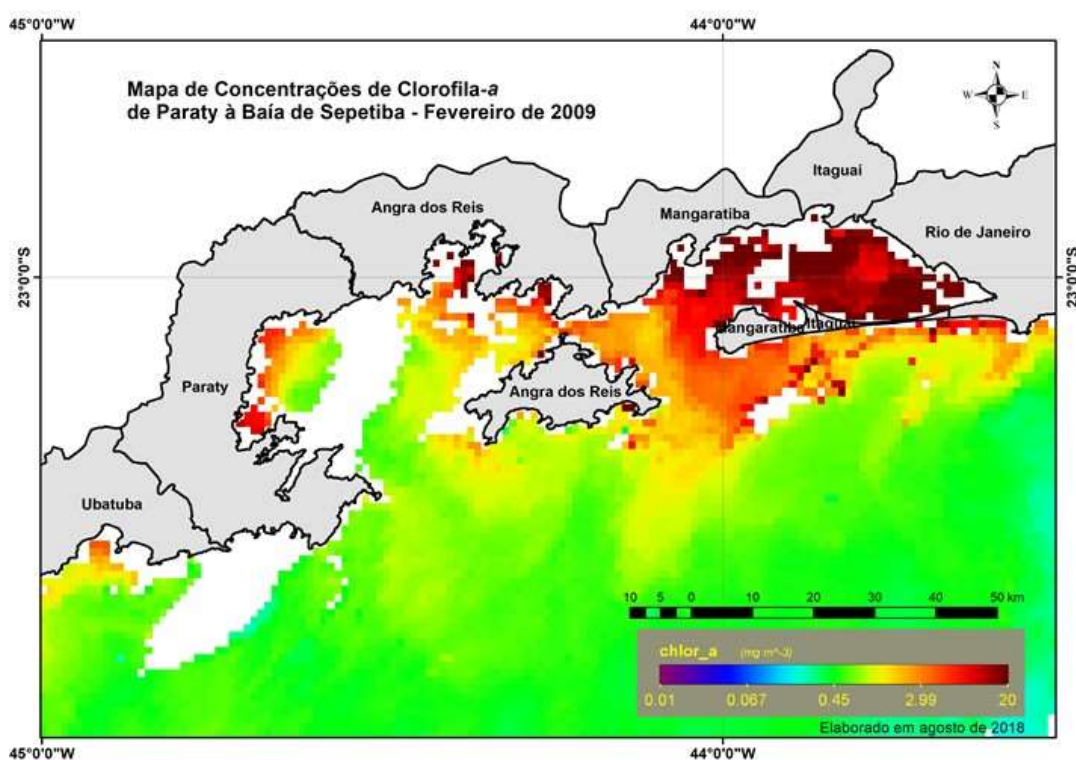 45°0'0"W
44°0'0"W
Mapa de Concentrações de Clorofila-a
de Paraty à Baía de Sepetiba - Fevereiro de 2009
N
W
E
S
Itaguaí
Angra dos Reis
Mangaratiba
Rio de Janeiro
23°0'0"S
23°0'0"S
Mangaratiba
Itaguaí
Paraty
Angra dos Reis
Ubatuba
10 5 0 10 20 30 40 50 km
chlor_a (mg m^-3)
0.01 0.067 0.45 2.99 20
Elaborado em agosto de 2018
45°0'0"W
44°0'0"W